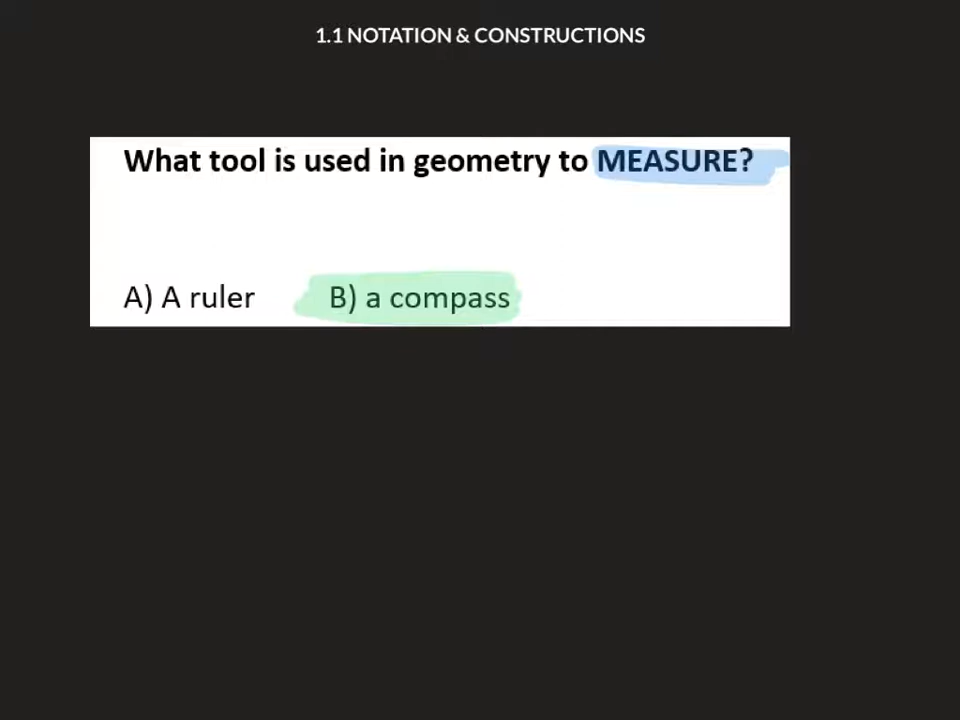 1.1 NOTATION & CONSTRUCTIONS
What tool is used in geometry to MEASURE?
A) A ruler B) a compass